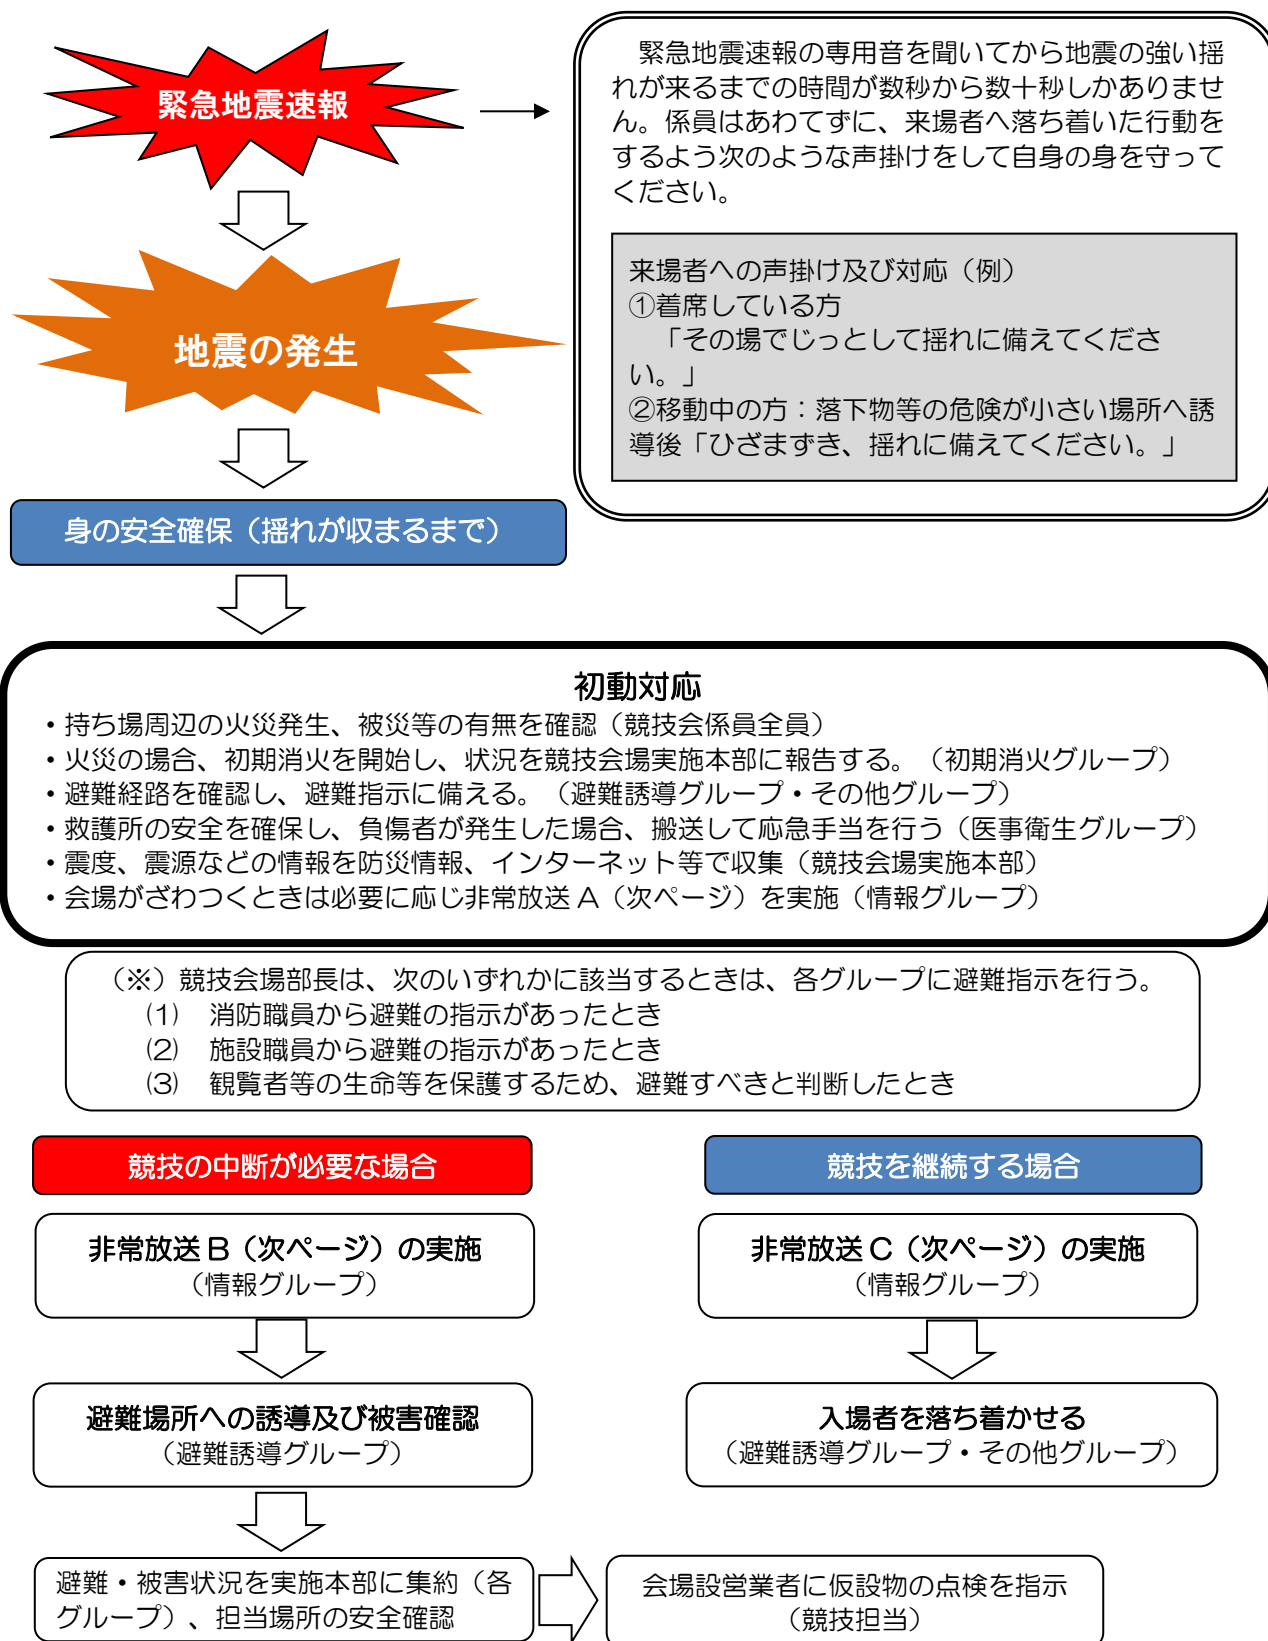 緊急地震速報
緊急地震速報の専用音を聞いてから地震の強い揺
れが来るまでの時間が数秒から数十秒しかありませ
ん。係員はあわてずに、来場者へ落ち着いた行動を
するよう次のような声掛けをして自身の身を守って
ください。
来場者への声掛け及び対応（例）
①着席している方
「その場でじっとして揺れに備えてくださ
い。」
②移動中の方：落下物等の危険が小さい場所へ誘
導後「ひざまずき、揺れに備えてください。」
地震の発生
身の安全確保（揺れが収まるまで）
初動対応
・持ち場周辺の火災発生、被災等の有無を確認（競技会係員全員）
・火災の場合、初期消火を開始し、状況を競技会場実施本部に報告する。（初期消火グループ）
・避難経路を確認し、避難指示に備える。（避難誘導グループ・その他グループ）
・救護所の安全を確保し、負傷者が発生した場合、搬送して応急手当を行う（医事衛生グループ）
・震度、震源などの情報を防災情報、インターネット等で収集（競技会場実施本部）
・会場がざわつくときは必要に応じ非常放送A（次ページ）を実施（情報グループ）
（※）競技会場部長は、次のいずれかに該当するときは、各グループに避難指示を行う。
⑴　消防職員から避難の指示があったとき
⑵　施設職員から避難の指示があったとき
⑶　観覧者等の生命等を保護するため、避難すべきと判断したとき
競技の中断が必要な場合
非常放送B（次ページ）の実施
（情報グループ）
避難場所への誘導及び被害確認
（避難誘導グループ）
避難・被害状況を実施本部に集約（各
グループ）、担当場所の安全確認
会場設営業者に仮設物の点検を指示
（競技担当）
競技を継続する場合
非常放送C（次ページ）の実施
（情報グループ）
入場者を落ち着かせる
（避難誘導グループ・その他グループ）